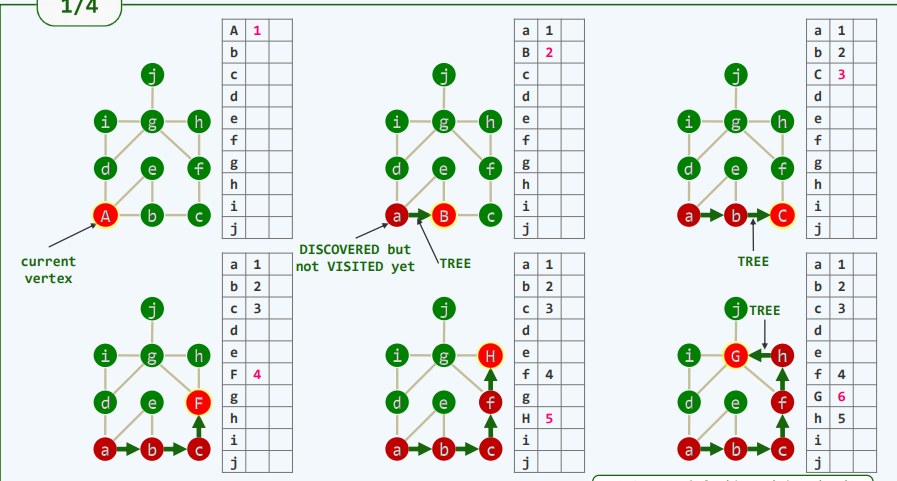 1/4
j
i g h
d e f
A b c
current
vertex
A 1
b
c
d
e
f
g
h
i
j
j
i g h
d e f
a B c
DISCOVERED but
not VISITED yet
TREE
a 1
B 2
c
d
e
f
g
h
i
j
j
i g h
d e f
a b C
TREE
a 1
b 2
C 3
d
e
f
g
h
i
j
j
i g h
d e F
a b c
a 1
b 2
c 3
d
e
F 4
g
h
i
j
j
i g H
d e f
a b c
a 1
b 2
c 3
d
e
f 4
g
H 5
i
j
j TREE
i G h
d e f
a b c
a 1
b 2
c 3
d
e
f 4
G 6
h 5
i
j